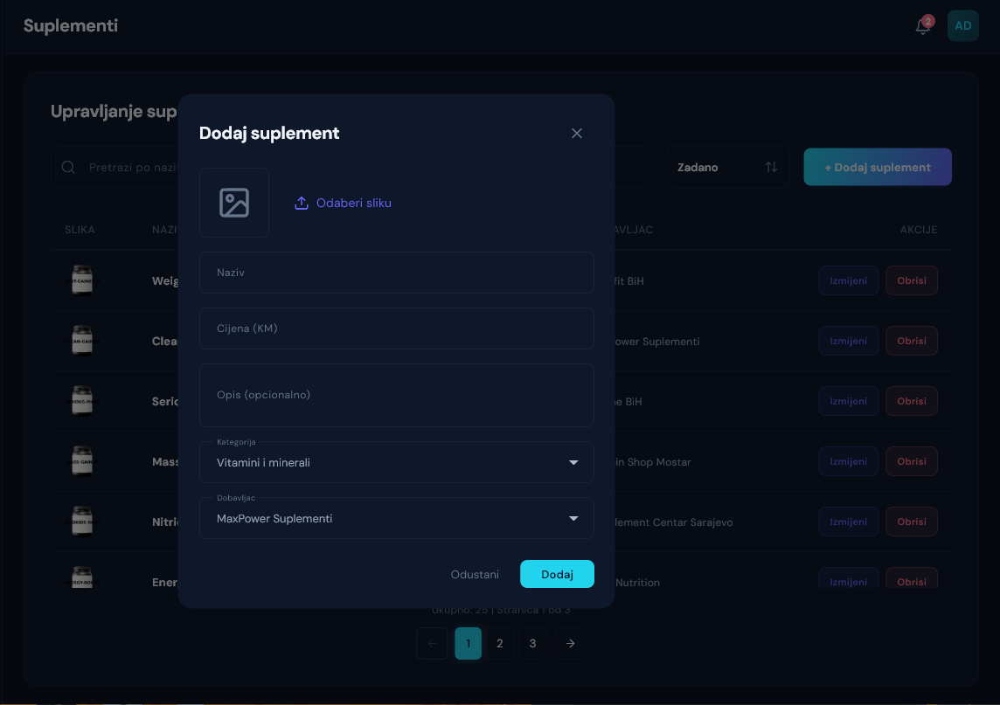 Suplementi
2
AD
Upravljanje sup
Dodaj suplement
Pretrazi po naziv
Zadano
+ Dodaj suplement
Odaberi sliku
SLIKA
NAZI
AVLJAC
AKCIJE
Naziv
Weig
fit BiH
Izmijeni
Obrisi
Cijena (KM)
Clea
ower Suplementi
Izmijeni
Obrisi
Opis (opcionalno)
Serio
ne BiH
Izmijeni
Obrisi
Kategorija
Vitamini i minerali
Mass
in Shop Mostar
Izmijeni
Obrisi
Dobavljac
MaxPower Suplementi
Nitri
lement Centar Sarajevo
Izmijeni
Obrisi
Odustani
Dodaj
Ener
Nutrition
Izmijeni
Obrisi
Ukupno: 25 | Stranica 1 od 3
← 1 2 3 →